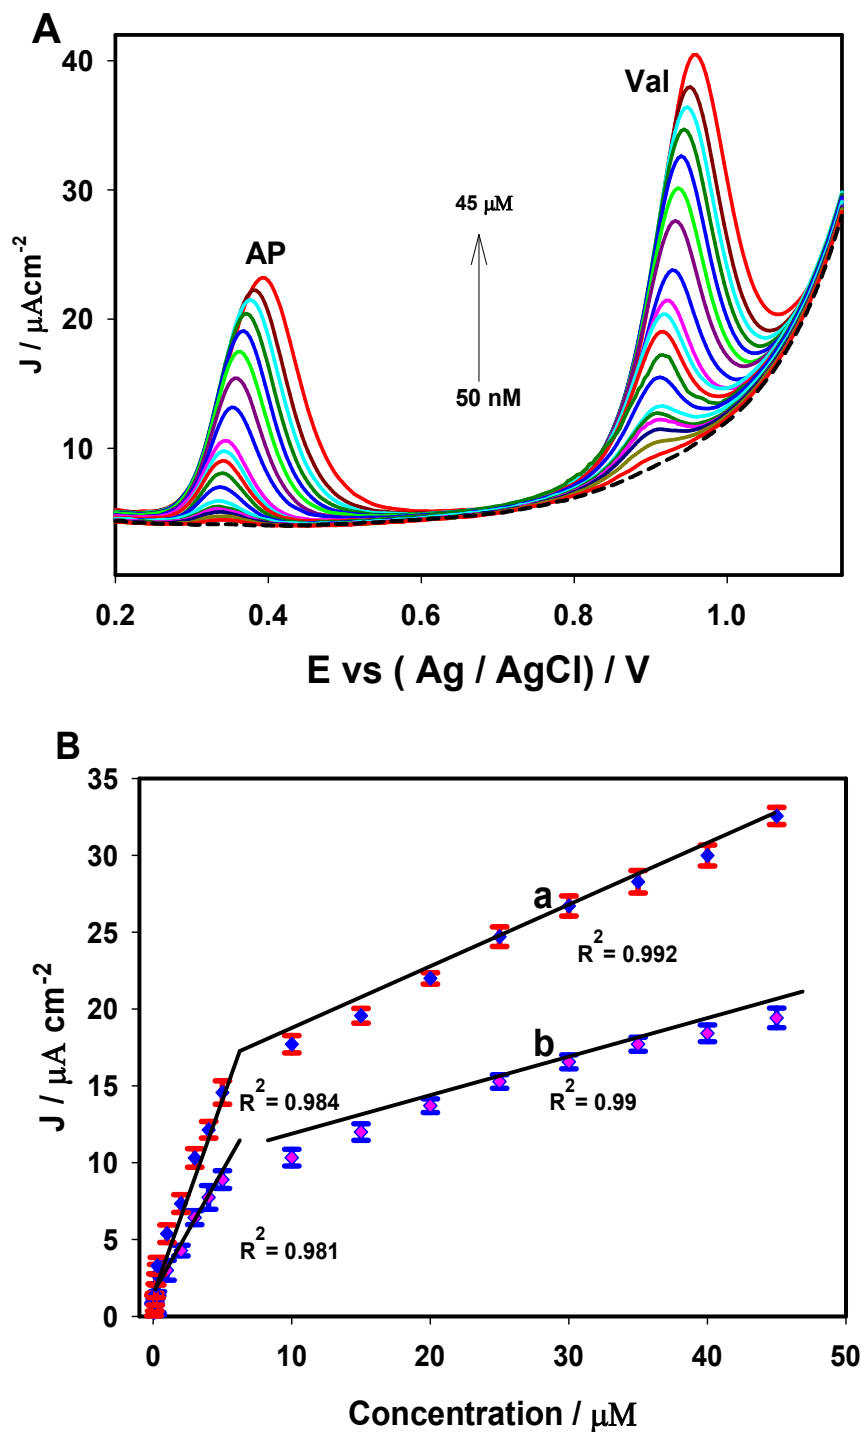 A
40
30
20
10
J / μAcm-2
AP
Val
45 μM
50 nM
0.2 0.4 0.6 0.8 1.0
E vs ( Ag / AgCl) / V
B
35
30
25
20
15
10
5
0
J / μA cm-2
a
R2 = 0.992
b
R2 = 0.984
R2 = 0.99
R2 = 0.981
0 10 20 30 40 50
Concentration / μM